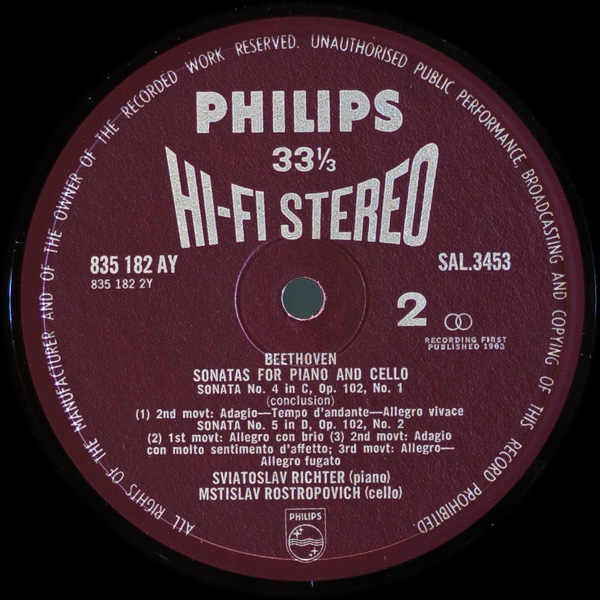 ALL RIGHTS OF THE MANUFACTURER AND OF THE OWNER OF THE RECORDED WORK RESERVED. UNAUTHORISED PUBLIC PERFORMANCE, BROADCASTING AND COPYING OF THIS RECORD PROHIBITED
PHILIPS
33⅓
HI-FI STEREO
835 182 AY
835 182 2Y
SAL.3453
2
RECORDING FIRST
PUBLISHED 1963
BEETHOVEN
SONATAS FOR PIANO AND CELLO
SONATA No. 4 in C, Op. 102, No. 1
(conclusion)
(1) 2nd movt: Adagio—Tempo d'andante—Allegro vivace
SONATA No. 5 in D, Op. 102, No. 2
(2) 1st movt: Allegro con brio (3) 2nd movt: Adagio
con molto sentimento d'affetto; 3rd movt: Allegro—
Allegro fugato
SVIATOSLAV RICHTER (piano)
MSTISLAV ROSTROPOVICH (cello)
PHILIPS